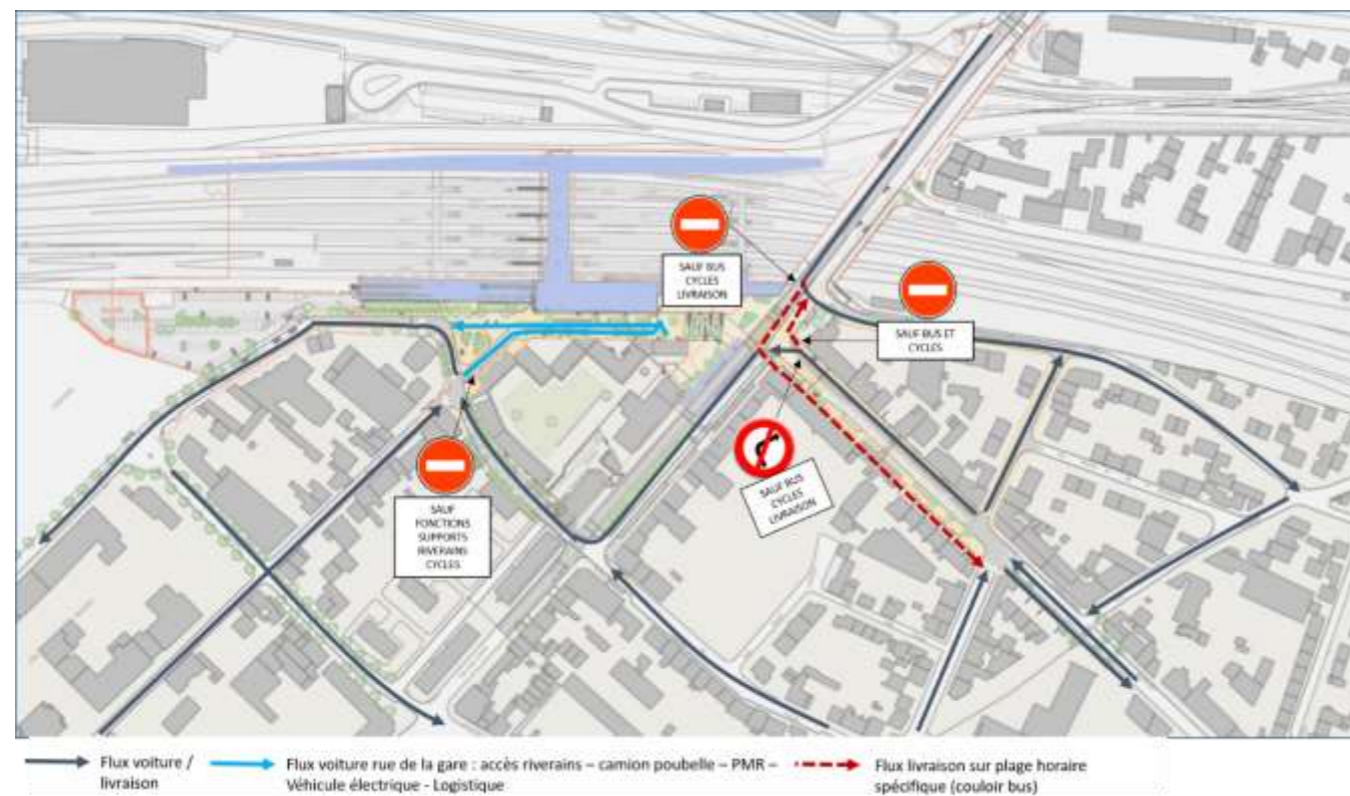 SAUF BUS
CYCLES
LIVRAISON
SAUF BUS ET
CYCLES
SAUF BUS
CYCLES
LIVRAISON
SAUF
FONCTIONS
SUPPORTS
RIVERAINS
CYCLES
Flux voiture /
livraison
Flux voiture rue de la gare : accès riverains – camion poubelle – PMR –
Véhicule électrique - Logistique
Flux livraison sur plage horaire
spécifique (couloir bus)